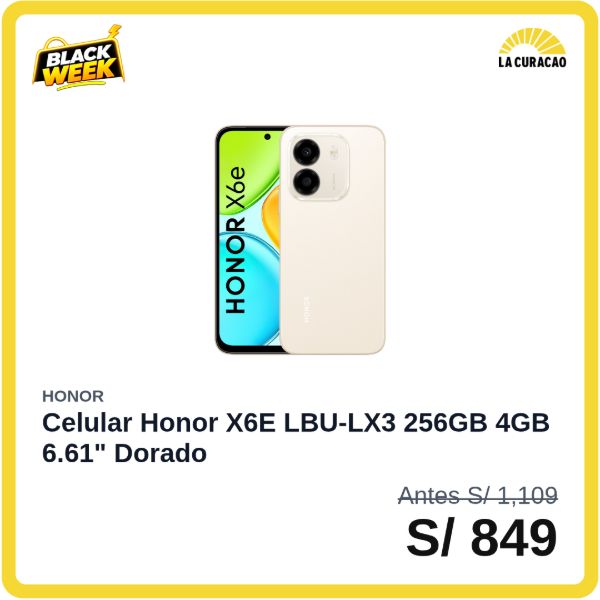 BLACK
WEEK
LA CURACAO
HONOR X6e
HONOR
HONOR
Celular Honor X6E LBU-LX3 256GB 4GB
6.61" Dorado
Antes S/ 1,109
S/ 849